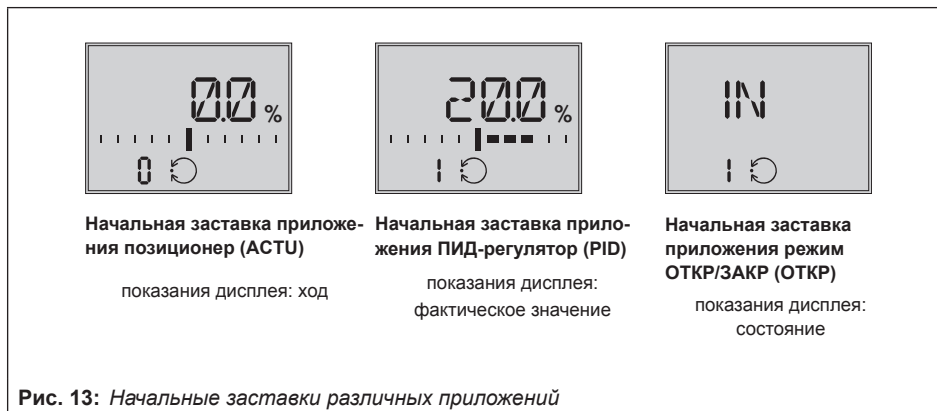 0.0 %
0
Начальная заставка приложе-
ния позиционер (ACTU)
показания дисплея: ход
20.0 %
1
Начальная заставка прило-
жения ПИД-регулятор (PID)
показания дисплея:
фактическое значение
IN
1
Начальная заставка
приложения режим
ОТКР/ЗАКР (ОТКР)
показания дисплея:
состояние
Рис. 13: Начальные заставки различных приложений